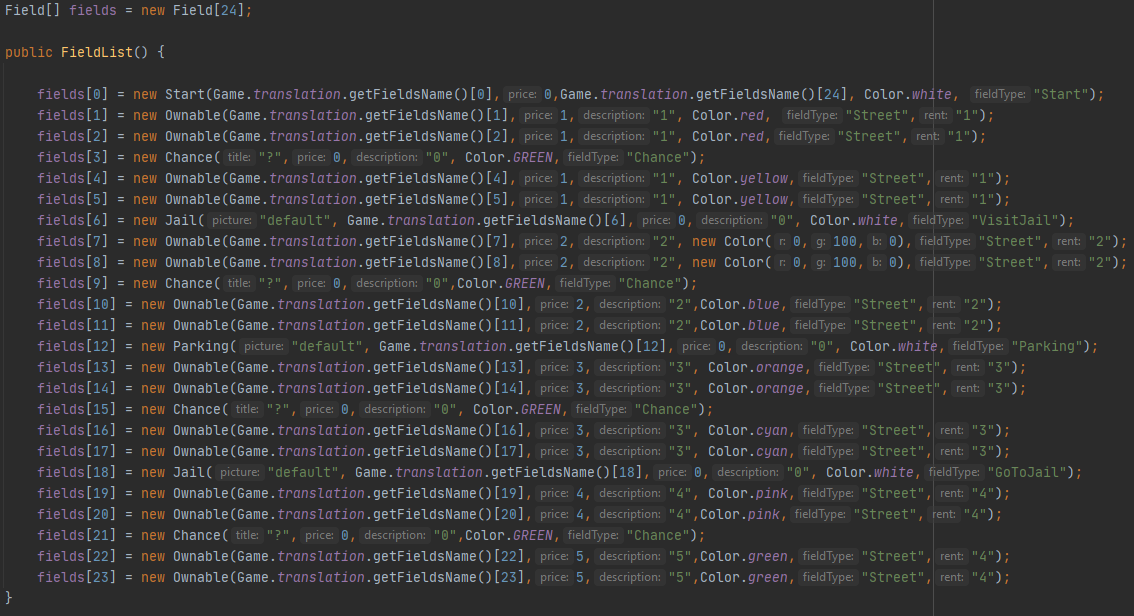 Field[] fields = new Field[24];
public FieldList() {
fields[0] = new Start(Game.translation.getFieldsName()[0], price: 0,Game.translation.getFieldsName()[24], Color.white, fieldType: "Start");
fields[1] = new Ownable(Game.translation.getFieldsName()[1], price: 1, description: "1", Color.red, fieldType: "Street", rent: "1");
fields[2] = new Ownable(Game.translation.getFieldsName()[2], price: 1, description: "1", Color.red, fieldType: "Street", rent: "1");
fields[3] = new Chance( title: "?", price: 0, description: "0", Color.GREEN, fieldType: "Chance");
fields[4] = new Ownable(Game.translation.getFieldsName()[4], price: 1, description: "1", Color.yellow, fieldType: "Street", rent: "1");
fields[5] = new Ownable(Game.translation.getFieldsName()[5], price: 1, description: "1", Color.yellow, fieldType: "Street", rent: "1");
fields[6] = new Jail( picture: "default", Game.translation.getFieldsName()[6], price: 0, description: "0", Color.white, fieldType: "VisitJail");
fields[7] = new Ownable(Game.translation.getFieldsName()[7], price: 2, description: "2", new Color( r: 0, g: 100, b: 0), fieldType: "Street", rent: "2");
fields[8] = new Ownable(Game.translation.getFieldsName()[8], price: 2, description: "2", new Color( r: 0, g: 100, b: 0), fieldType: "Street", rent: "2");
fields[9] = new Chance( title: "?", price: 0, description: "0",Color.GREEN, fieldType: "Chance");
fields[10] = new Ownable(Game.translation.getFieldsName()[10], price: 2, description: "2",Color.blue, fieldType: "Street", rent: "2");
fields[11] = new Ownable(Game.translation.getFieldsName()[11], price: 2, description: "2",Color.blue, fieldType: "Street", rent: "2");
fields[12] = new Parking( picture: "default", Game.translation.getFieldsName()[12], price: 0, description: "0", Color.white, fieldType: "Parking");
fields[13] = new Ownable(Game.translation.getFieldsName()[13], price: 3, description: "3", Color.orange, fieldType: "Street", rent: "3");
fields[14] = new Ownable(Game.translation.getFieldsName()[14], price: 3, description: "3", Color.orange, fieldType: "Street", rent: "3");
fields[15] = new Chance( title: "?", price: 0, description: "0", Color.GREEN, fieldType: "Chance");
fields[16] = new Ownable(Game.translation.getFieldsName()[16], price: 3, description: "3", Color.cyan, fieldType: "Street", rent: "3");
fields[17] = new Ownable(Game.translation.getFieldsName()[17], price: 3, description: "3", Color.cyan, fieldType: "Street", rent: "3");
fields[18] = new Jail( picture: "default", Game.translation.getFieldsName()[18], price: 0, description: "0", Color.white, fieldType: "GoToJail");
fields[19] = new Ownable(Game.translation.getFieldsName()[19], price: 4, description: "4", Color.pink, fieldType: "Street", rent: "4");
fields[20] = new Ownable(Game.translation.getFieldsName()[20], price: 4, description: "4",Color.pink, fieldType: "Street", rent: "4");
fields[21] = new Chance( title: "?", price: 0, description: "0",Color.GREEN, fieldType: "Chance");
fields[22] = new Ownable(Game.translation.getFieldsName()[22], price: 5, description: "5",Color.green, fieldType: "Street", rent: "4");
fields[23] = new Ownable(Game.translation.getFieldsName()[23], price: 5, description: "5",Color.green, fieldType: "Street", rent: "4");
}